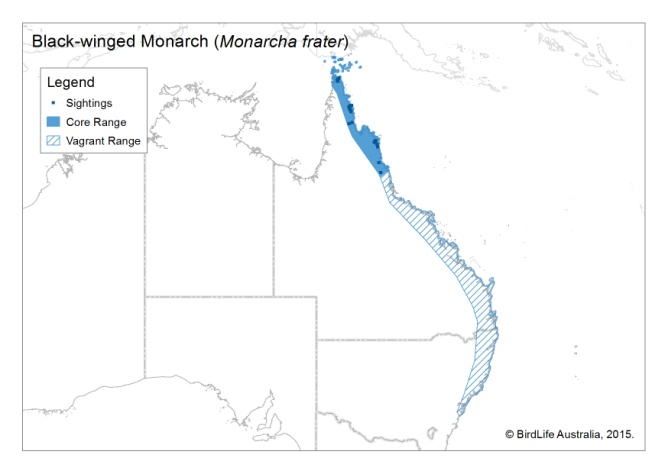 Black-winged Monarch (Monarcha frater)
Legend
Sightings
Core Range
Vagrant Range
© BirdLife Australia, 2015.